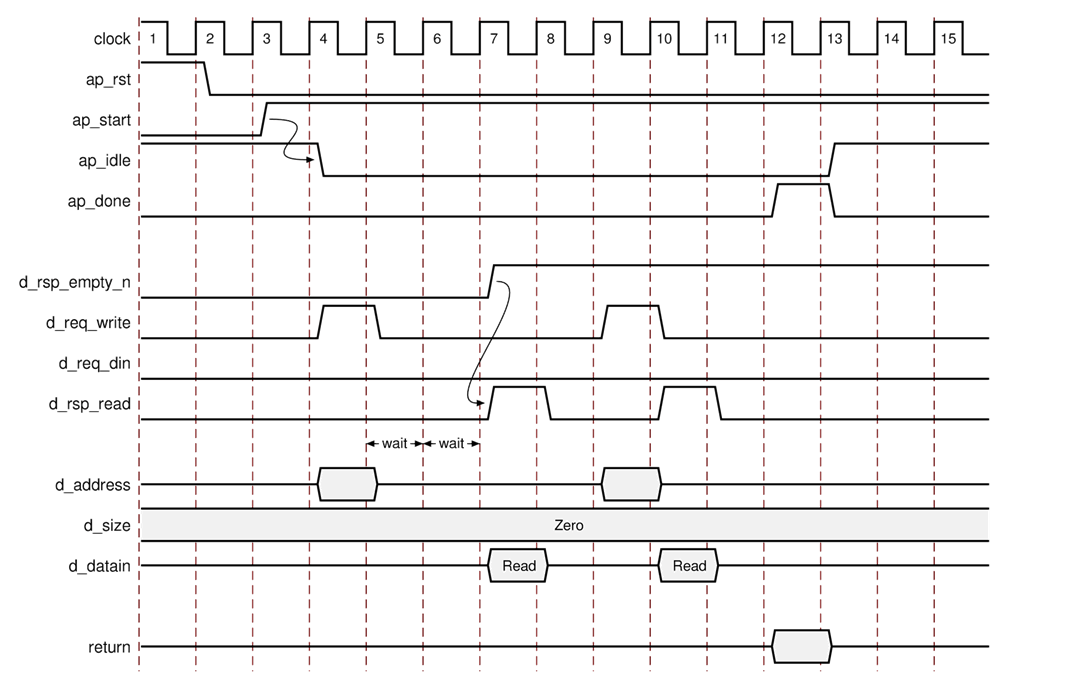 clock 1 2 3 4 5 6 7 8 9 10 11 12 13 14 15
ap_rst
ap_start
ap_idle
ap_done
d_rsp_empty_n
d_req_write
d_req_din
d_rsp_read
wait wait
d_address
d_size Zero
d_datain Read Read
return